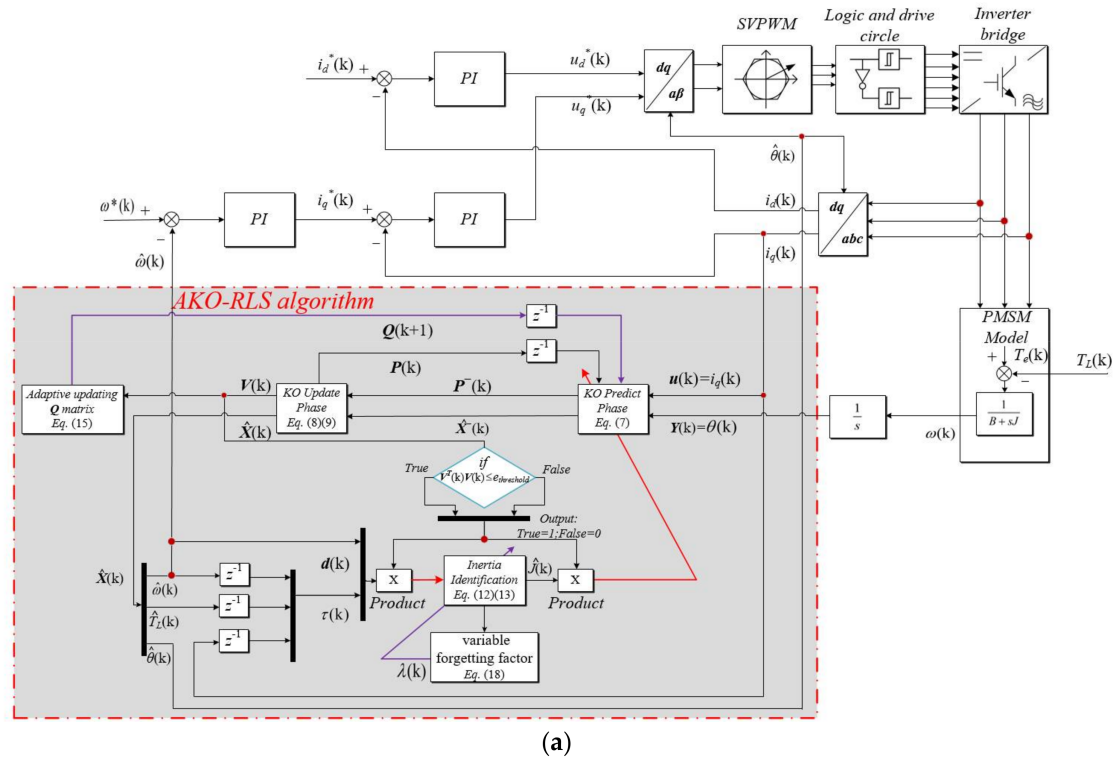 SVPWM
Logic and drive
circle
Inverter
bridge
i_d^*(k)
+
−
PI
u_d^*(k)
u_q^*(k)
dq
aβ
θ̂(k)
ω*(k)
+
−
PI
i_q^*(k)
+
−
PI
i_d(k)
i_q(k)
dq
abc
ω̂(k)
AKO-RLS algorithm
z^-1
Q(k+1)
z^-1
P(k)
Adaptive updating
Q matrix
Eq. (15)
V(k)
KO Update
Phase
Eq. (8)(9)
P^-(k)
KO Predict
Phase
Eq. (7)
u(k)=i_q(k)
Y(k)=θ(k)
X̂(k)
X̂^-(k)
1
s
ω(k)
PMSM
Model
+
T_e(k)
−
T_L(k)
1
B+sJ
if
V^T(k)V(k)≤e_threshold
True
False
Output:
True=1;False=0
X̂(k)
ω̂(k)
z^-1
T̂_L(k)
z^-1
θ̂(k)
z^-1
d(k)
τ(k)
X
Product
Inertia
Identification
Eq. (12)(13)
Ĵ(k)
X
Product
variable
forgetting factor
Eq. (18)
λ(k)
(a)